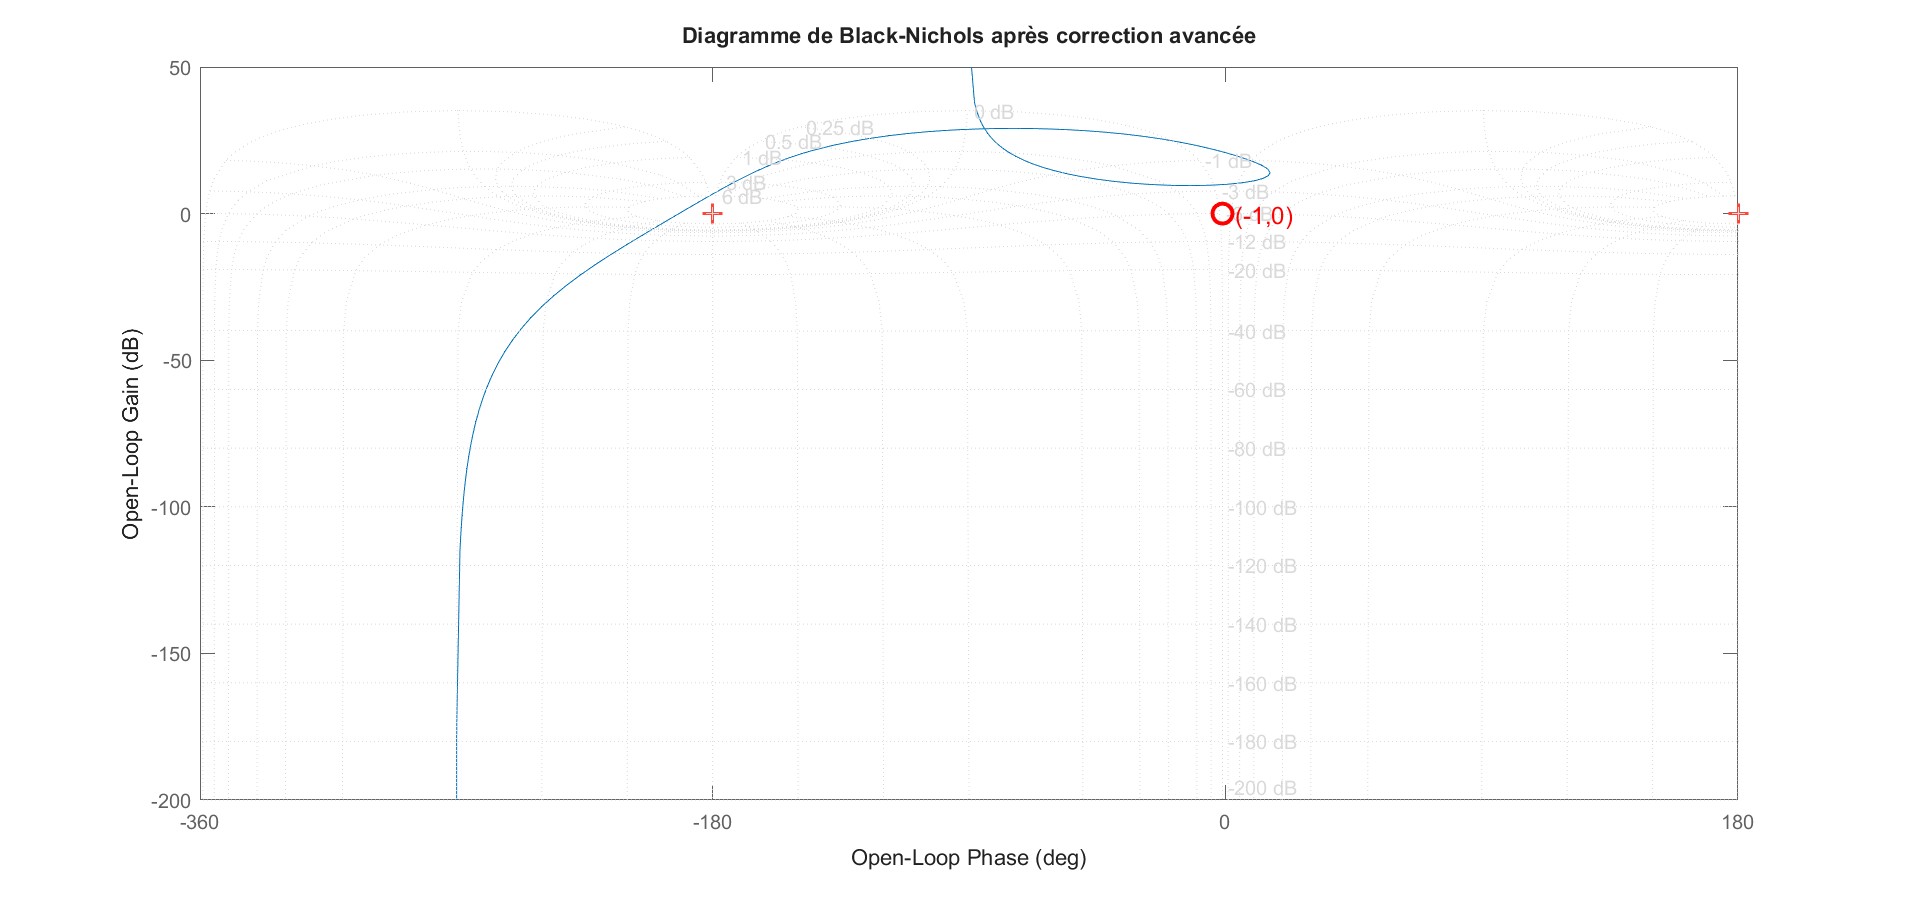 Diagramme de Black-Nichols après correction avancée
50
0 dB
0.25 dB
0.5 dB
1 dB
-1 dB
3 dB
6 dB
-3 dB
0
(-1,0)
-12 dB
-20 dB
-40 dB
-50
-60 dB
-80 dB
-100
-100 dB
-120 dB
-140 dB
-150
-160 dB
-180 dB
-200 dB
-200
-360
-180
0
180
Open-Loop Gain (dB)
Open-Loop Phase (deg)